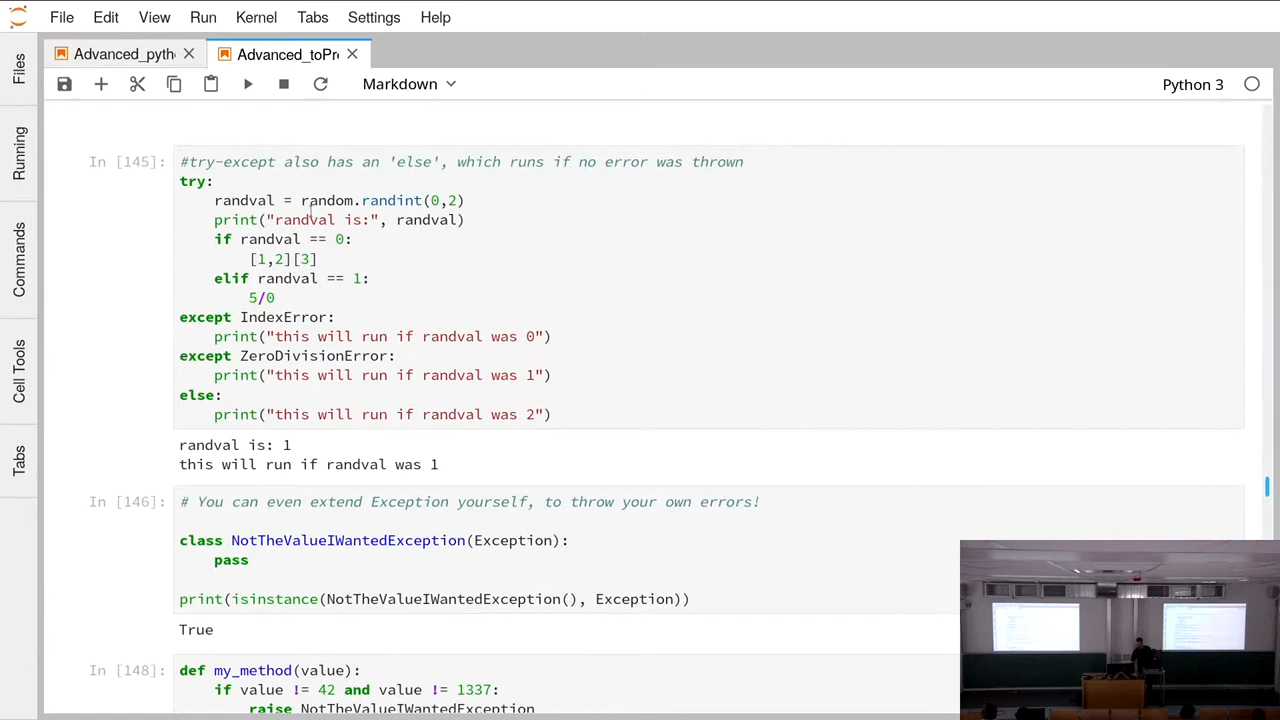 File Edit View Run Kernel Tabs Settings Help
Advanced_pyth
Advanced_toPr
Markdown
Python 3
Files
Running
Commands
Cell Tools
Tabs
In [145]:
#try-except also has an 'else', which runs if no error was thrown
try:
    randval = random.randint(0,2)
    print("randval is:", randval)
    if randval == 0:
        [1,2][3]
    elif randval == 1:
        5/0
except IndexError:
    print("this will run if randval was 0")
except ZeroDivisionError:
    print("this will run if randval was 1")
else:
    print("this will run if randval was 2")
randval is: 1
this will run if randval was 1
In [146]:
# You can even extend Exception yourself, to throw your own errors!
class NotTheValueIWantedException(Exception):
    pass
print(isinstance(NotTheValueIWantedException(), Exception))
True
In [148]:
def my_method(value):
    if value != 42 and value != 1337:
        raise NotTheValueIWantedException